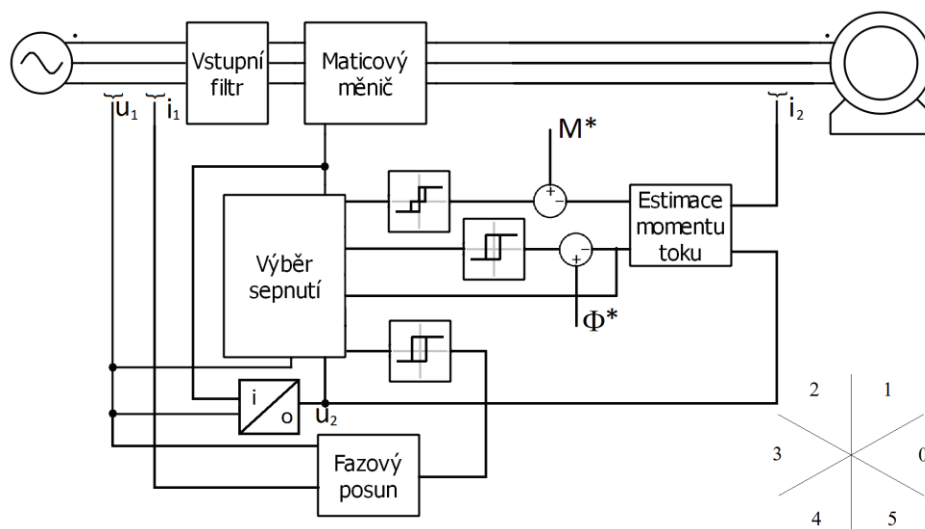 Vstupní
filtr
Maticový
měnič
u₁
i₁
i₂
M*
Estimace
momentu
toku
Výběr
sepnutí
Φ*
i
o
u₂
Fazový
posun
2
1
3
0
4
5